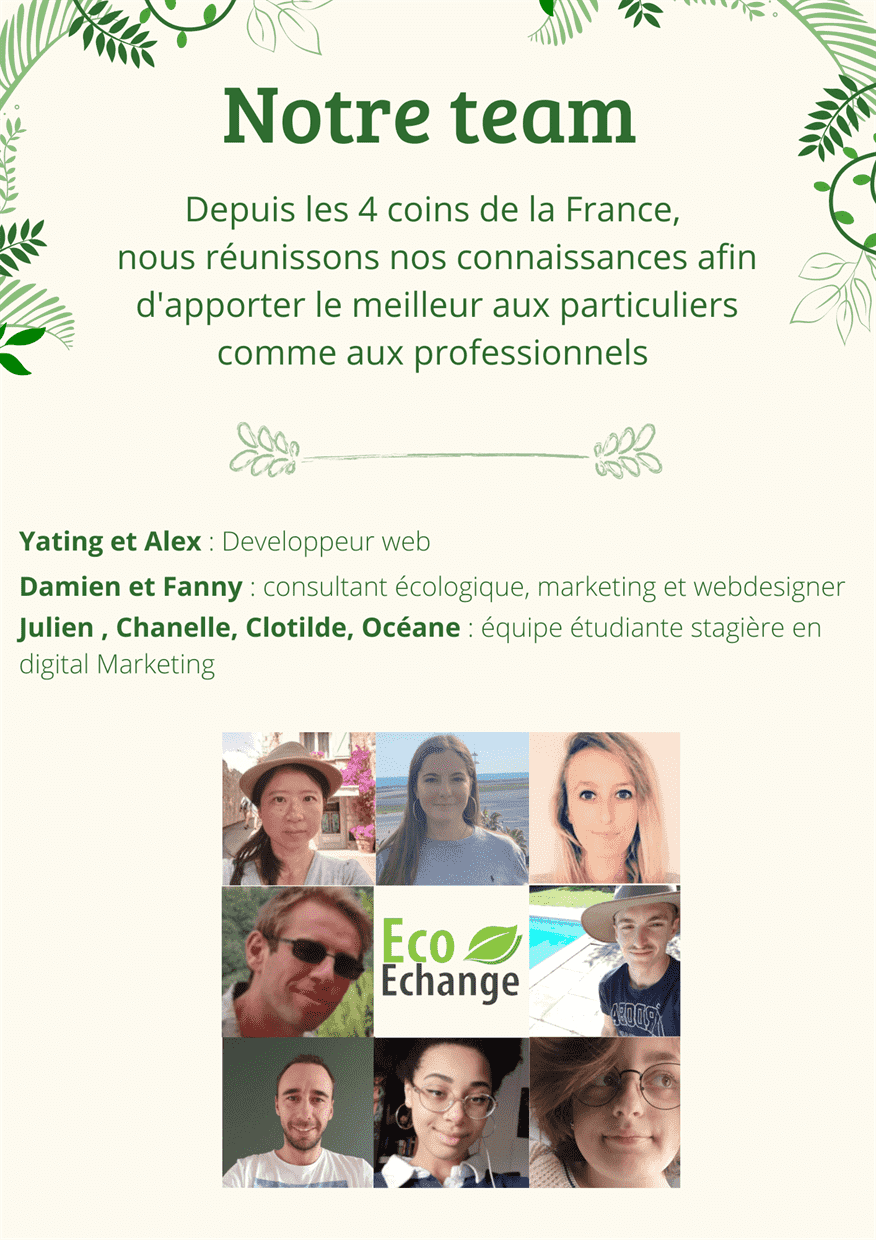 Notre team
Depuis les 4 coins de la France,
nous réunissons nos connaissances afin
d'apporter le meilleur aux particuliers
comme aux professionnels
Yating et Alex : Developpeur web
Damien et Fanny : consultant écologique, marketing et webdesigner
Julien , Chanelle, Clotilde, Océane : équipe étudiante stagière en
digital Marketing
Eco
Echange